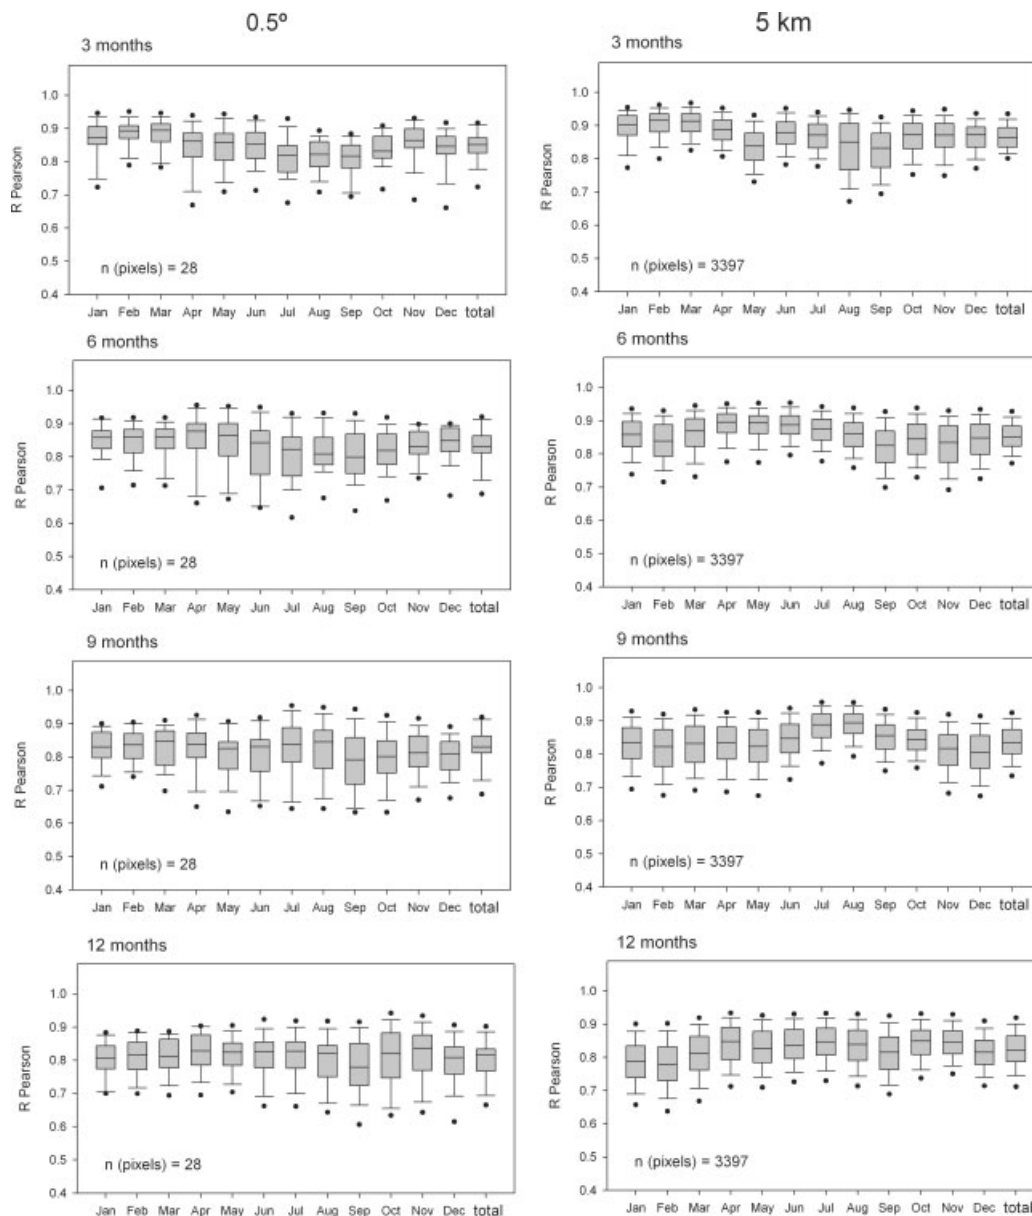 0.5º
5 km
3 months
1.0
0.9
0.8
0.7
0.6
0.5
0.4
R Pearson
n (pixels) = 28
Jan Feb Mar Apr May Jun Jul Aug Sep Oct Nov Dec total
3 months
1.0
0.9
0.8
0.7
0.6
0.5
0.4
R Pearson
n (pixels) = 3397
Jan Feb Mar Apr May Jun Jul Aug Sep Oct Nov Dec total
6 months
1.0
0.9
0.8
0.7
0.6
0.5
0.4
R Pearson
n (pixels) = 28
Jan Feb Mar Apr May Jun Jul Aug Sep Oct Nov Dec total
6 months
1.0
0.9
0.8
0.7
0.6
0.5
0.4
R Pearson
n (pixels) = 3397
Jan Feb Mar Apr May Jun Jul Aug Sep Oct Nov Dec total
9 months
1.0
0.9
0.8
0.7
0.6
0.5
0.4
R Pearson
n (pixels) = 28
Jan Feb Mar Apr May Jun Jul Aug Sep Oct Nov Dec total
9 months
1.0
0.9
0.8
0.7
0.6
0.5
0.4
R Pearson
n (pixels) = 3397
Jan Feb Mar Apr May Jun Jul Aug Sep Oct Nov Dec total
12 months
1.0
0.9
0.8
0.7
0.6
0.5
0.4
R Pearson
n (pixels) = 28
Jan Feb Mar Apr May Jun Jul Aug Sep Oct Nov Dec total
12 months
1.0
0.9
0.8
0.7
0.6
0.5
0.4
R Pearson
n (pixels) = 3397
Jan Feb Mar Apr May Jun Jul Aug Sep Oct Nov Dec total